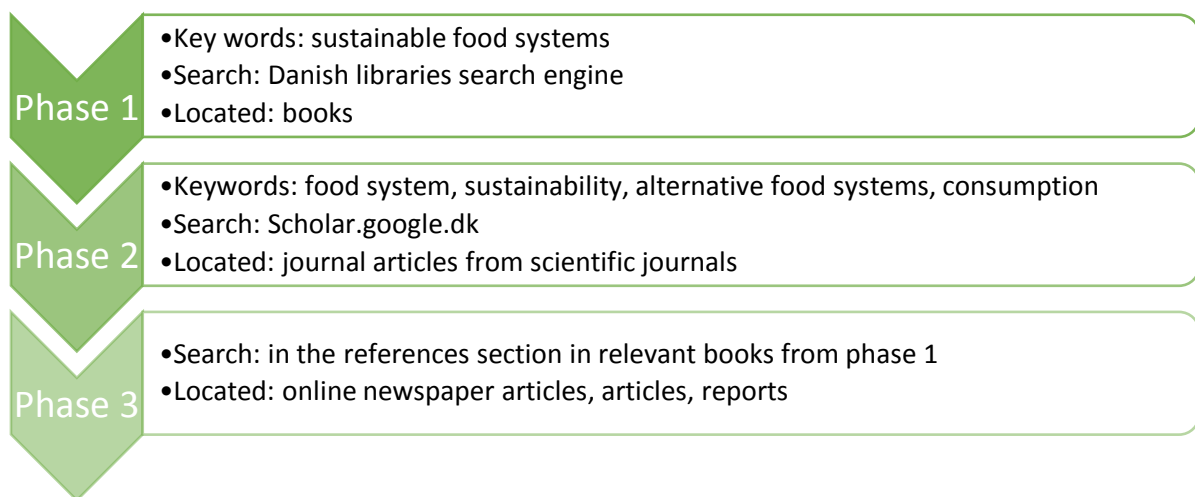 Phase 1
•Key words: sustainable food systems
•Search: Danish libraries search engine
•Located: books
Phase 2
•Keywords: food system, sustainability, alternative food systems, consumption
•Search: Scholar.google.dk
•Located: journal articles from scientific journals
Phase 3
•Search: in the references section in relevant books from phase 1
•Located: online newspaper articles, articles, reports